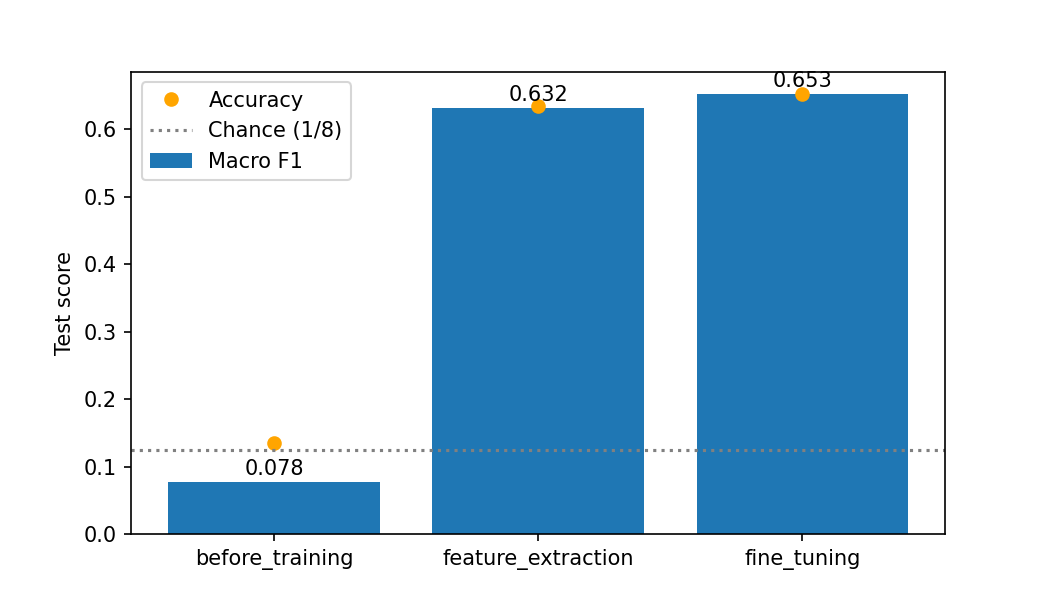 Accuracy
Chance (1/8)
Macro F1
0.078
0.632
0.653
Test score
0.6
0.5
0.4
0.3
0.2
0.1
0.0
before_training
feature_extraction
fine_tuning